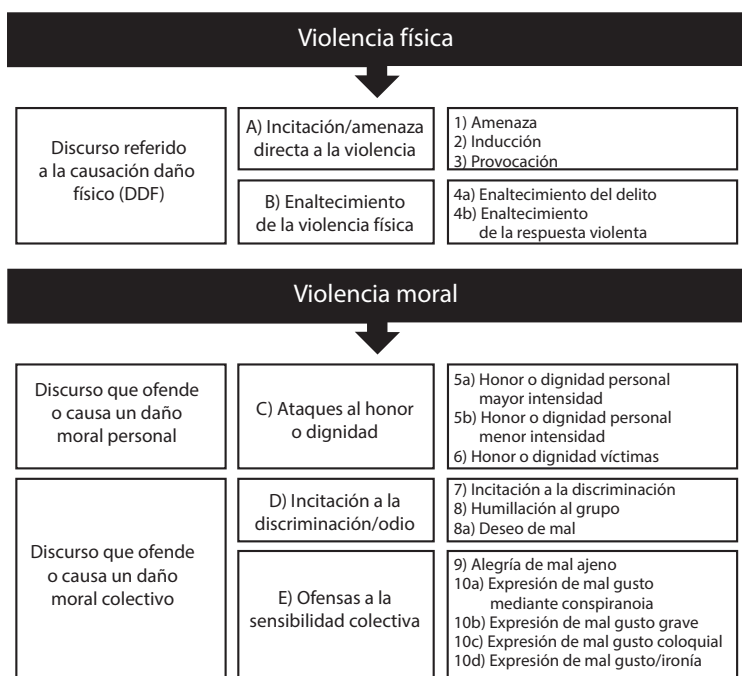 Violencia física
Discurso referido
a la causación daño
físico (DDF)
A) Incitación/amenaza
directa a la violencia
1) Amenaza
2) Inducción
3) Provocación
B) Enaltecimiento
de la violencia física
4a) Enaltecimiento del delito
4b) Enaltecimiento
de la respuesta violenta
Violencia moral
Discurso que ofende
o causa un daño
moral personal
C) Ataques al honor
o dignidad
5a) Honor o dignidad personal
mayor intensidad
5b) Honor o dignidad personal
menor intensidad
6) Honor o dignidad víctimas
Discurso que ofende
o causa un daño
moral colectivo
D) Incitación a la
discriminación/odio
7) Incitación a la discriminación
8) Humillación al grupo
8a) Deseo de mal
E) Ofensas a la
sensibilidad colectiva
9) Alegría de mal ajeno
10a) Expresión de mal gusto
mediante conspiranoia
10b) Expresión de mal gusto grave
10c) Expresión de mal gusto coloquial
10d) Expresión de mal gusto/ironía